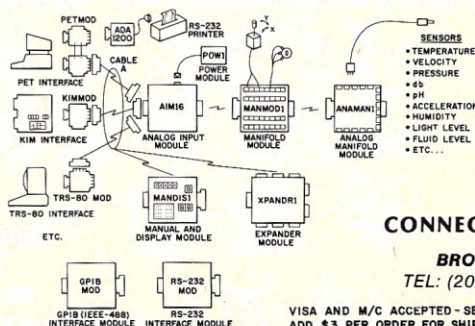 PETMOD
PET INTERFACE
ADA
1200
RS-232
PRINTER
CABLE
A
POW1
POWER
MODULE
KIMMOD
KIM INTERFACE
AIM16
ANALOG INPUT
MODULE
MANMOD1
MANIFOLD
MODULE
Y
X
ANAMAN1
ANALOG
MANIFOLD
MODULE
SENSORS
• TEMPERATURE
• VELOCITY
• PRESSURE
• db
• pH
• ACCELERATION
• HUMIDITY
• LIGHT LEVEL
• FLUID LEVEL
• ETC...
TRS-80 MOD
TRS-80 INTERFACE
ETC.
MANDIS1
MANUAL AND
DISPLAY MODULE
XPANDR1
EXPANDER
MODULE
GPIB
MOD
GPIB (IEEE-488)
INTERFACE MODULE
RS-232
MOD
RS-232
INTERFACE MODULE
CONNEC
BRO
TEL: (20
VISA AND M/C ACCEPTED-
ADD $3 PER ORDER FOR